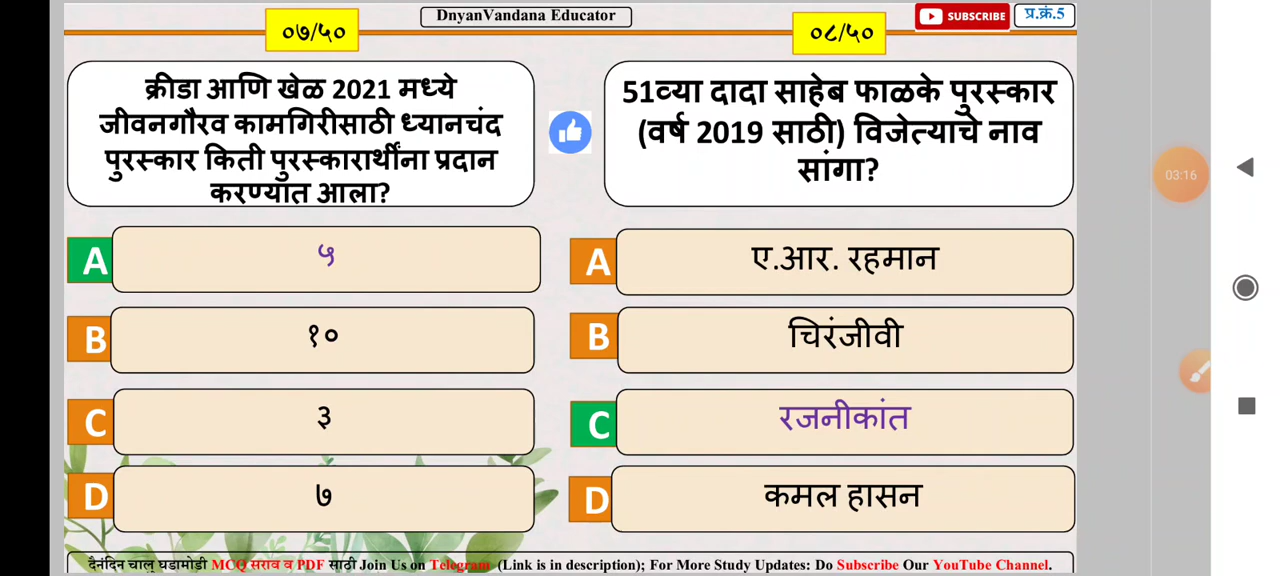 DnyanVandana Educator
SUBSCRIBE
प्र.क्रं.5
०७/५०
०८/५०
क्रीडा आणि खेळ 2021 मध्ये
जीवनगौरव कामगिरीसाठी ध्यानचंद
पुरस्कार किती पुरस्कारार्थींना प्रदान
करण्यात आला?
A ५
B १०
C ३
D ७
51व्या दादा साहेब फाळके पुरस्कार
(वर्ष 2019 साठी) विजेत्याचे नाव
सांगा?
A ए.आर. रहमान
B चिरंजीवी
C रजनीकांत
D कमल हासन
03:16
दैनंदिन चालु घडामोडी MCQ सराव व PDF साठी Join Us on Telegram (Link is in description); For More Study Updates: Do Subscribe Our YouTube Channel.